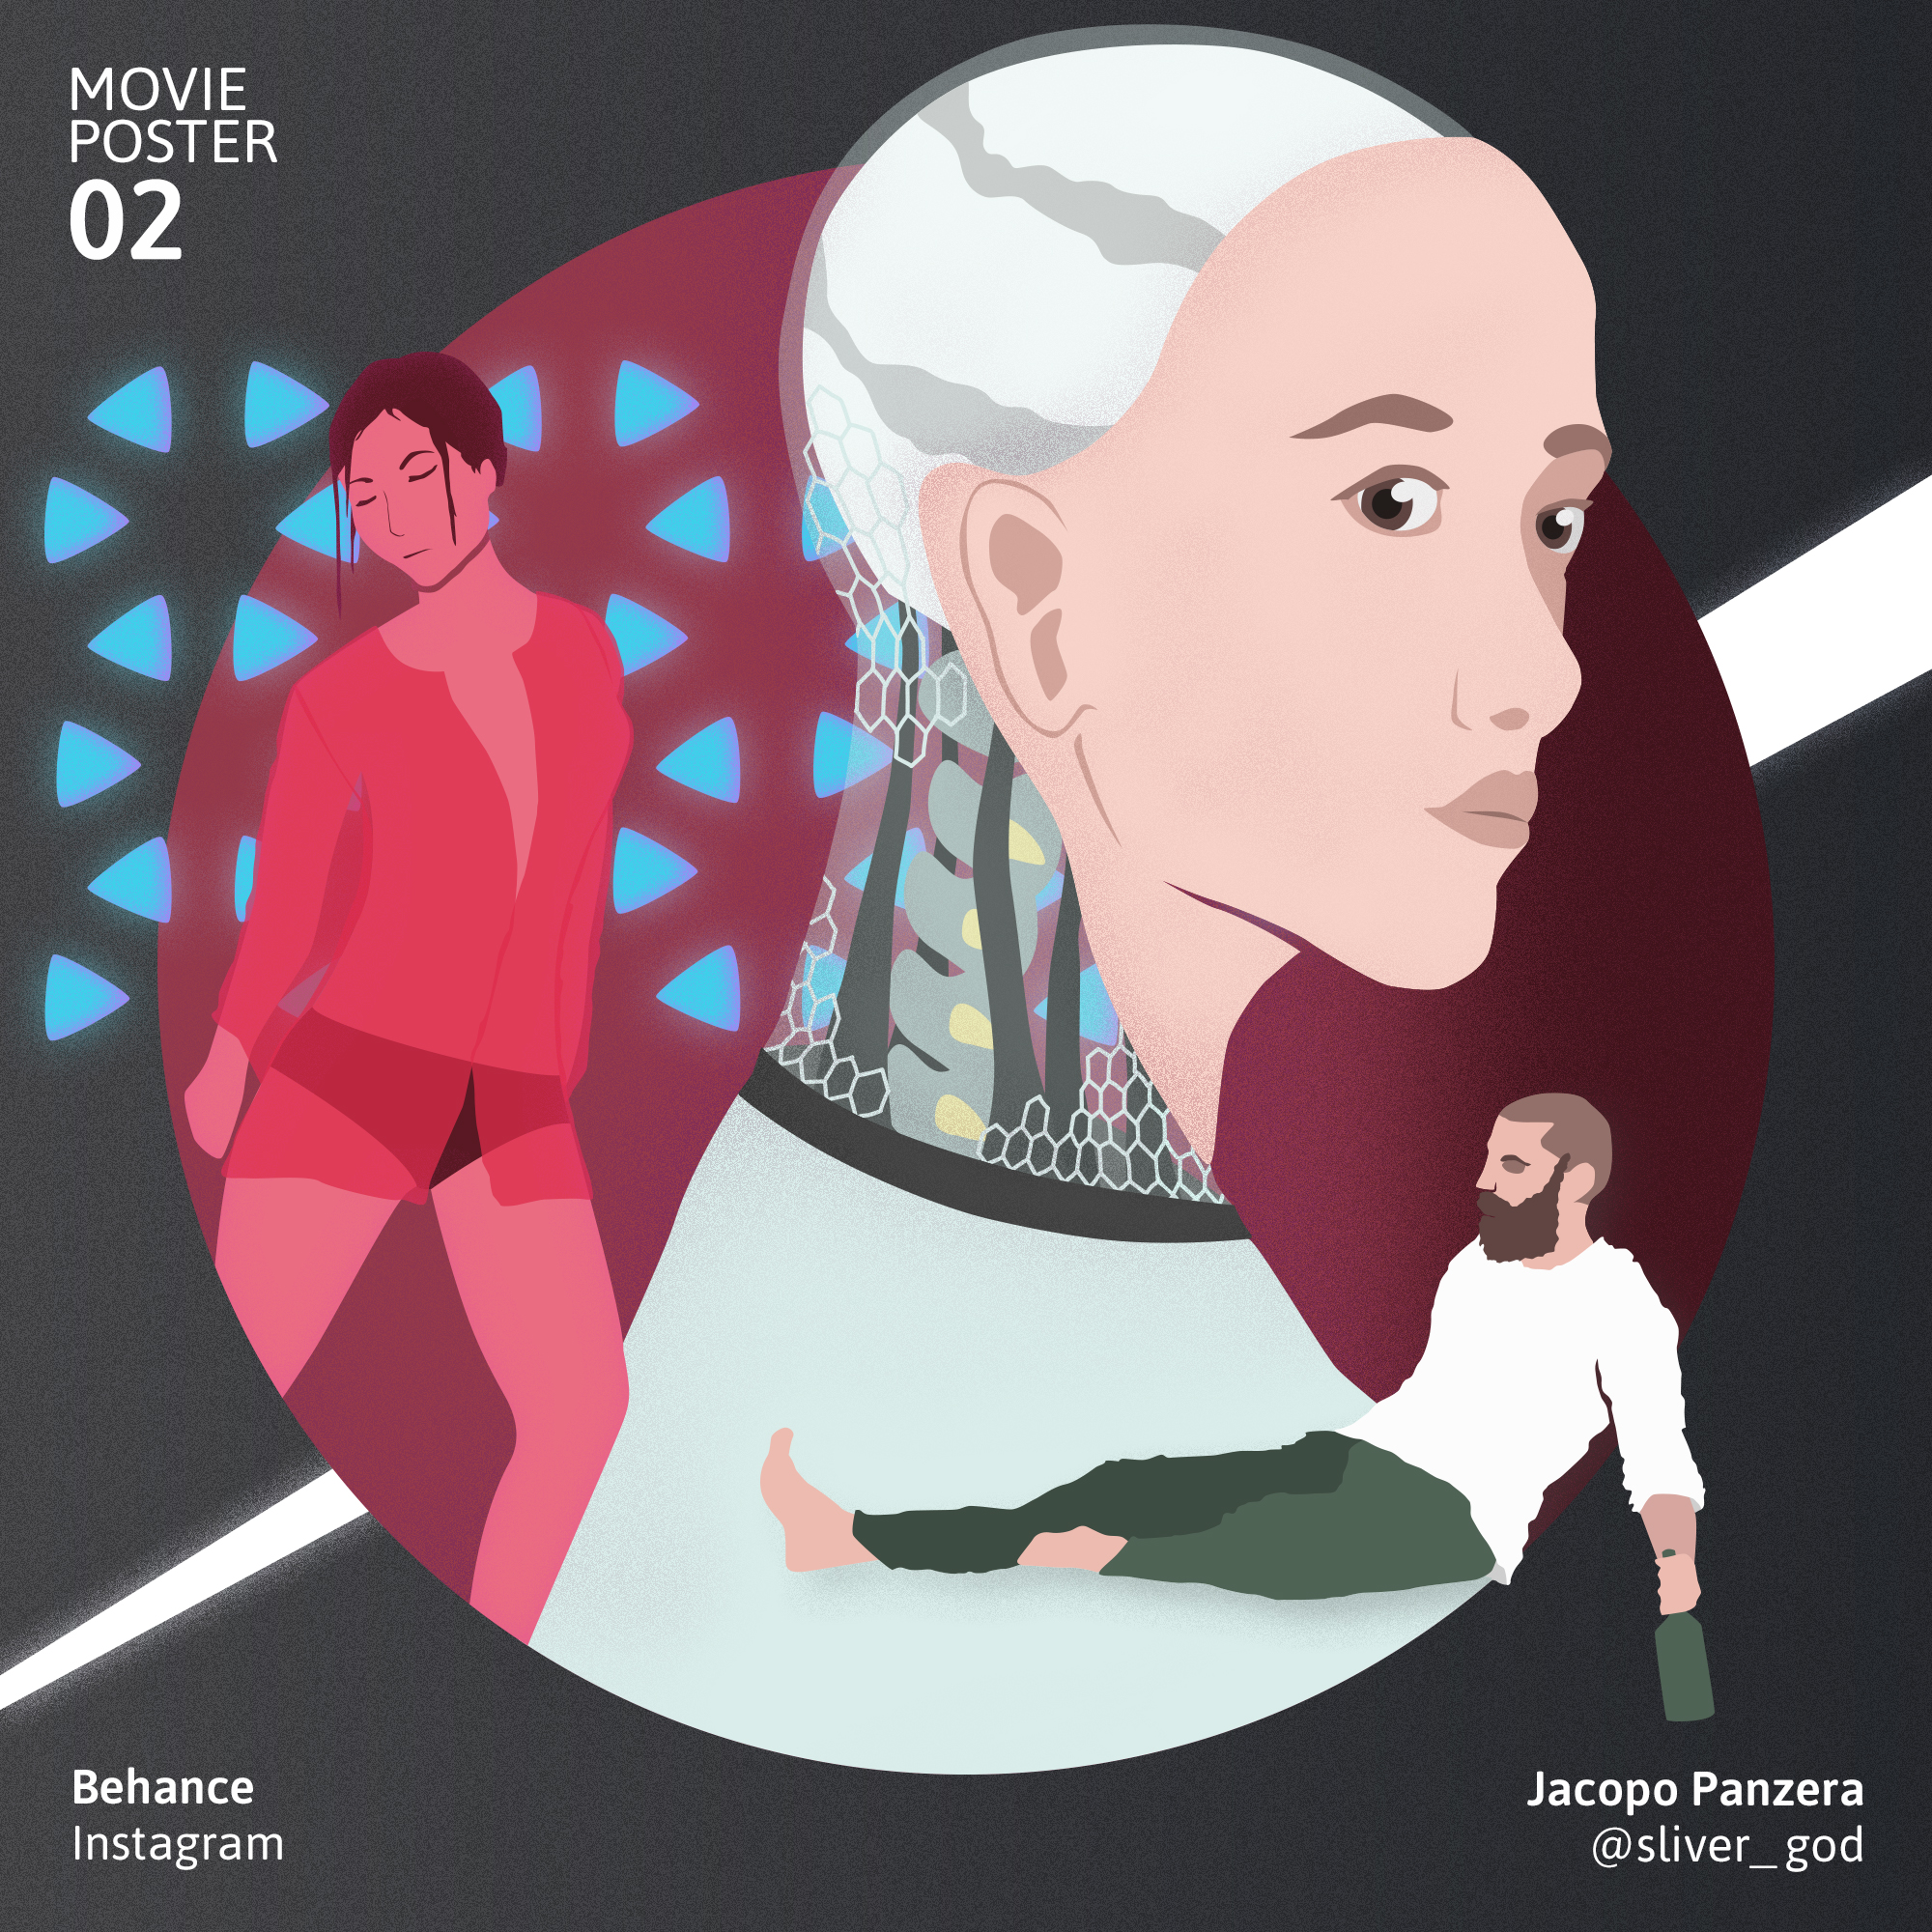 MOVIE
POSTER
02
Behance
Instagram
Jacopo Panzera
@sliver_god